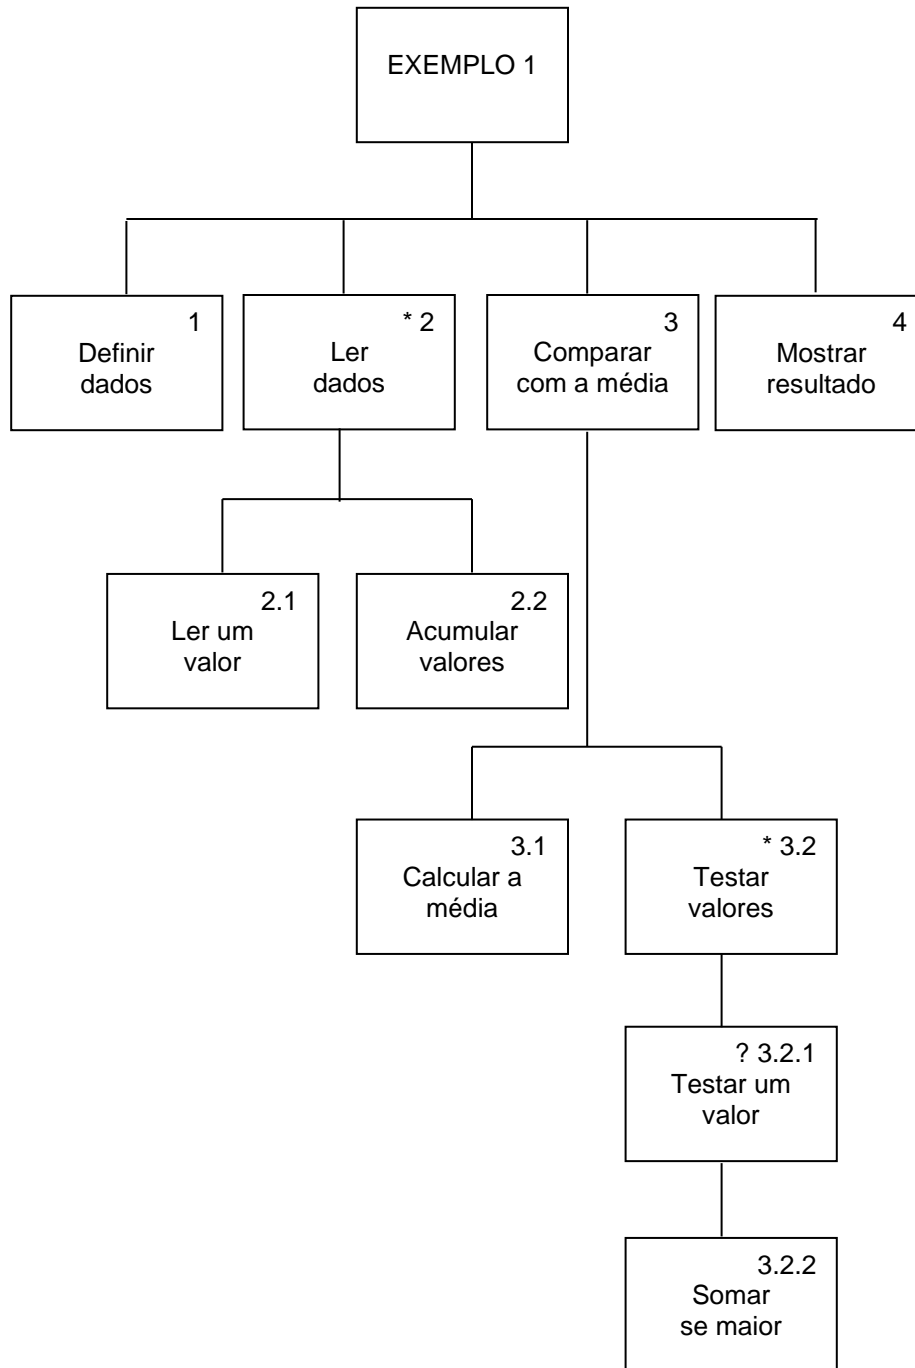 EXEMPLO 1
1
Definir
dados
* 2
Ler
dados
3
Comparar
com a média
4
Mostrar
resultado
2.1
Ler um
valor
2.2
Acumular
valores
3.1
Calcular a
média
* 3.2
Testar
valores
? 3.2.1
Testar um
valor
3.2.2
Somar
se maior